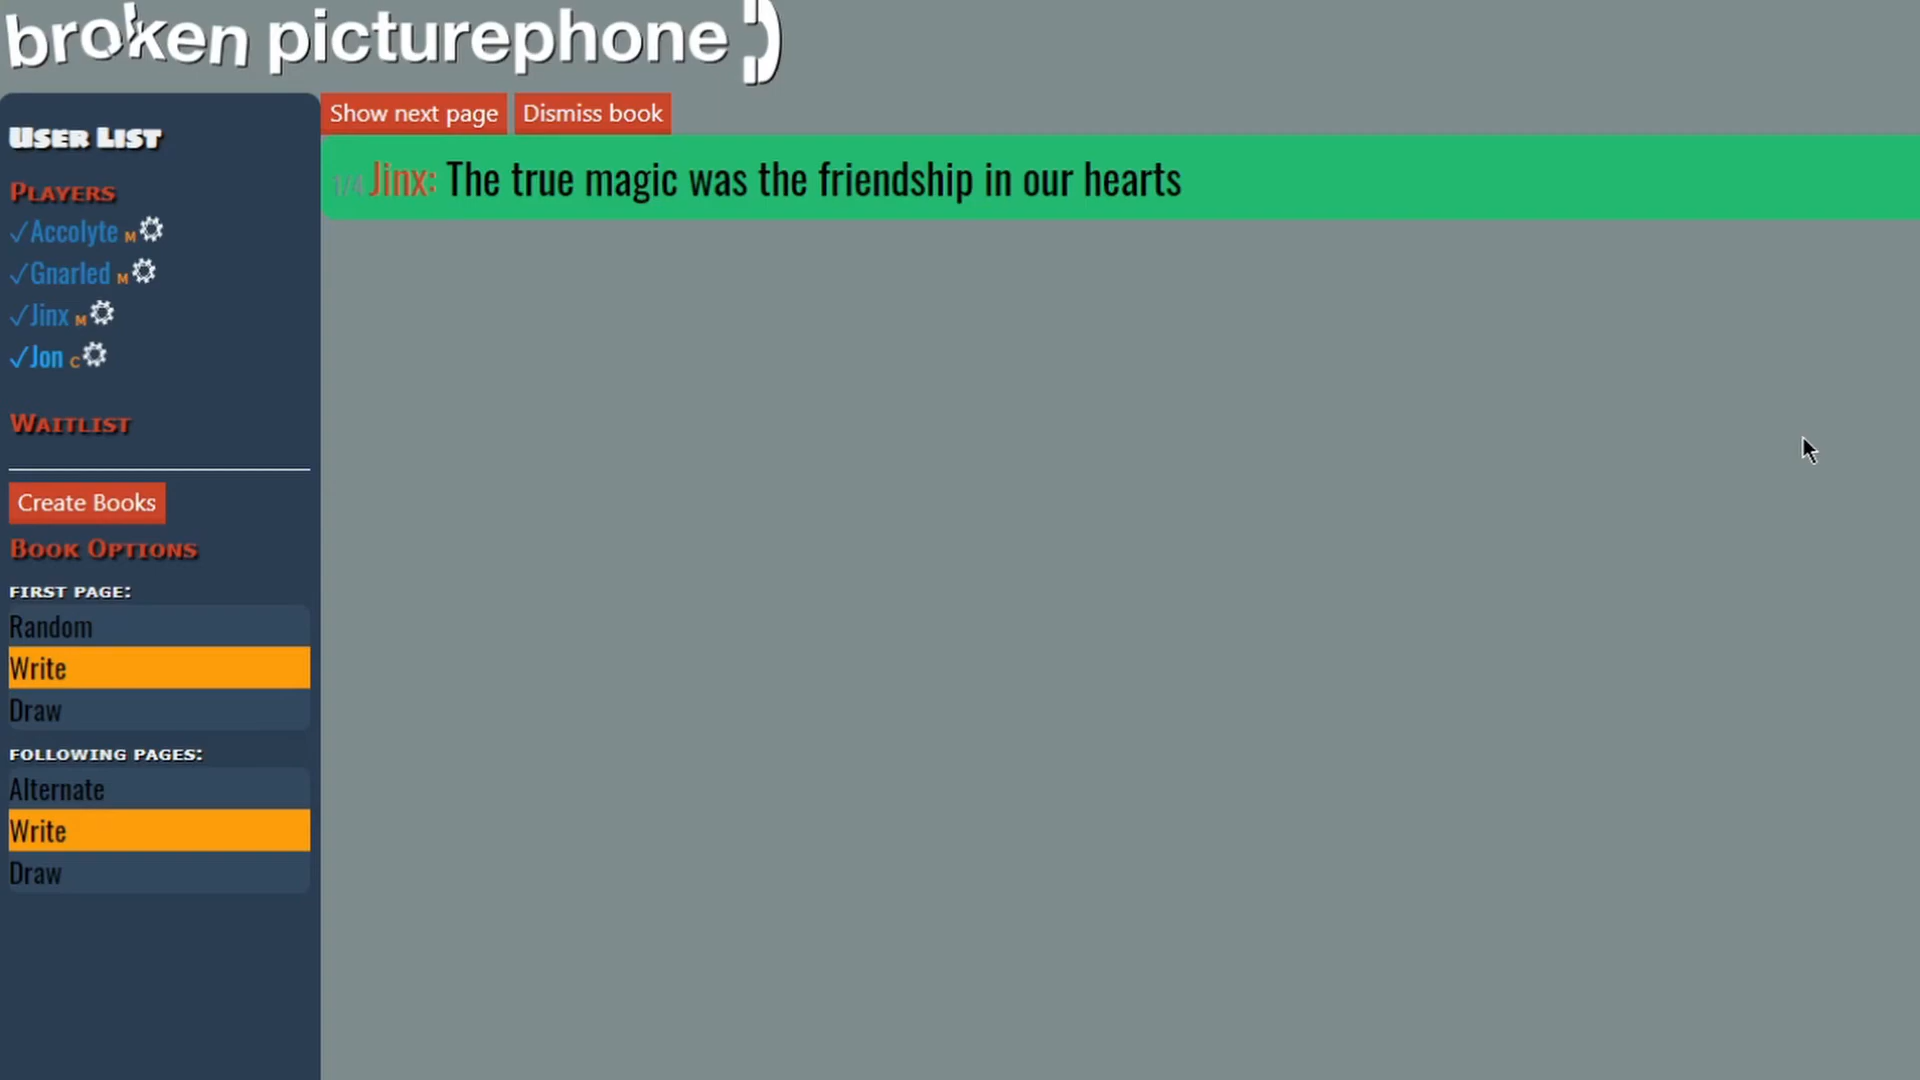 broken picturephone
User List
Show next page Dismiss book
1/4 Jinx: The true magic was the friendship in our hearts
Players
✓Accolyte M
✓Gnarled M
✓Jinx M
✓Jon C
Waitlist
Create Books
Book Options
First page:
Random
Write
Draw
Following pages:
Alternate
Write
Draw